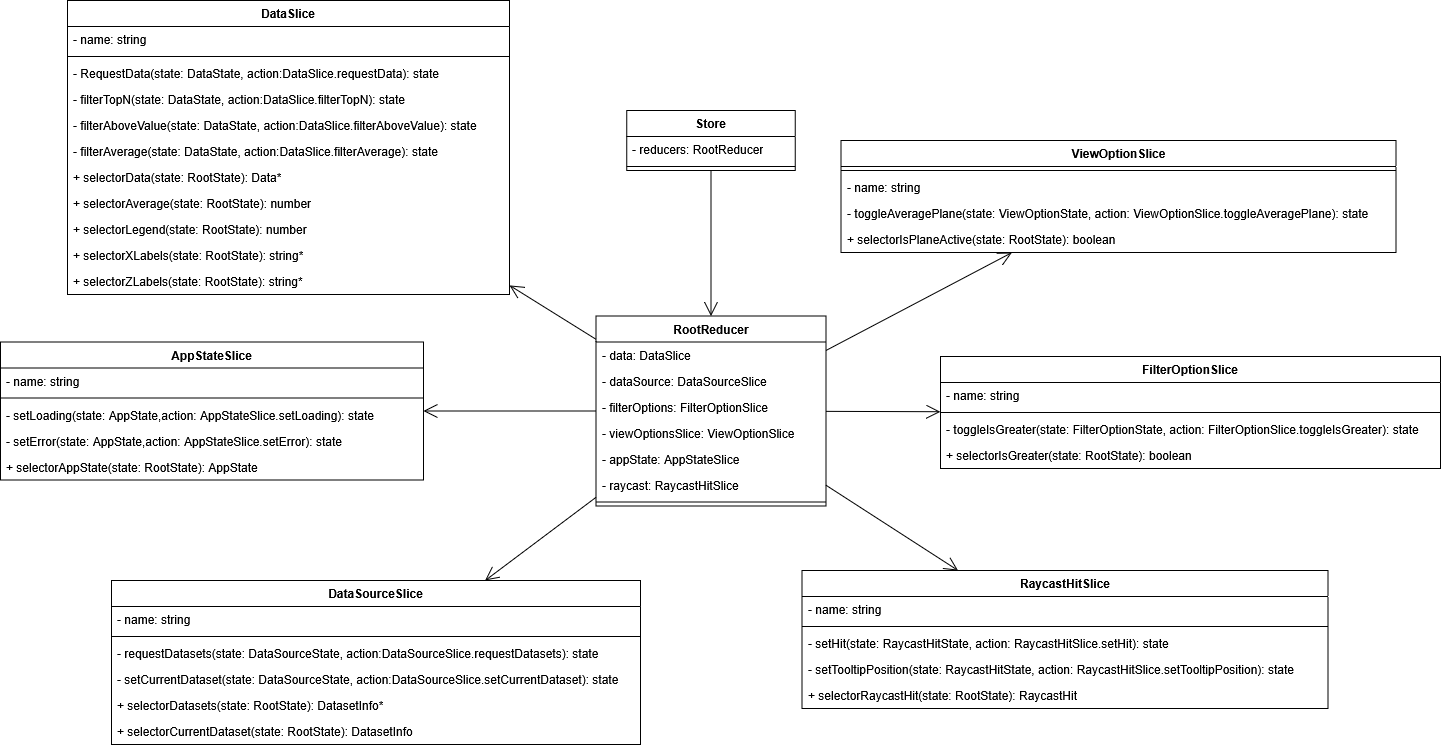 DataSlice
- name: string
- RequestData(state: DataState, action:DataSlice.requestData): state
- filterTopN(state: DataState, action:DataSlice.filterTopN): state
- filterAboveValue(state: DataState, action:DataSlice.filterAboveValue): state
- filterAverage(state: DataState, action:DataSlice.filterAverage): state
+ selectorData(state: RootState): Data*
+ selectorAverage(state: RootState): number
+ selectorLegend(state: RootState): number
+ selectorXLabels(state: RootState): string*
+ selectorZLabels(state: RootState): string*
Store
- reducers: RootReducer
ViewOptionSlice
- name: string
- toggleAveragePlane(state: ViewOptionState, action: ViewOptionSlice.toggleAveragePlane): state
+ selectorIsPlaneActive(state: RootState): boolean
AppStateSlice
- name: string
- setLoading(state: AppState,action: AppStateSlice.setLoading): state
- setError(state: AppState,action: AppStateSlice.setError): state
+ selectorAppState(state: RootState): AppState
RootReducer
- data: DataSlice
- dataSource: DataSourceSlice
- filterOptions: FilterOptionSlice
- viewOptionsSlice: ViewOptionSlice
- appState: AppStateSlice
- raycast: RaycastHitSlice
FilterOptionSlice
- name: string
- toggleIsGreater(state: FilterOptionState, action: FilterOptionSlice.toggleIsGreater): state
+ selectorIsGreater(state: RootState): boolean
DataSourceSlice
- name: string
- requestDatasets(state: DataSourceState, action:DataSourceSlice.requestDatasets): state
- setCurrentDataset(state: DataSourceState, action:DataSourceSlice.setCurrentDataset): state
+ selectorDatasets(state: RootState): DatasetInfo*
+ selectorCurrentDataset(state: RootState): DatasetInfo
RaycastHitSlice
- name: string
- setHit(state: RaycastHitState, action: RaycastHitSlice.setHit): state
- setTooltipPosition(state: RaycastHitState, action: RaycastHitSlice.setTooltipPosition): state
+ selectorRaycastHit(state: RootState): RaycastHit